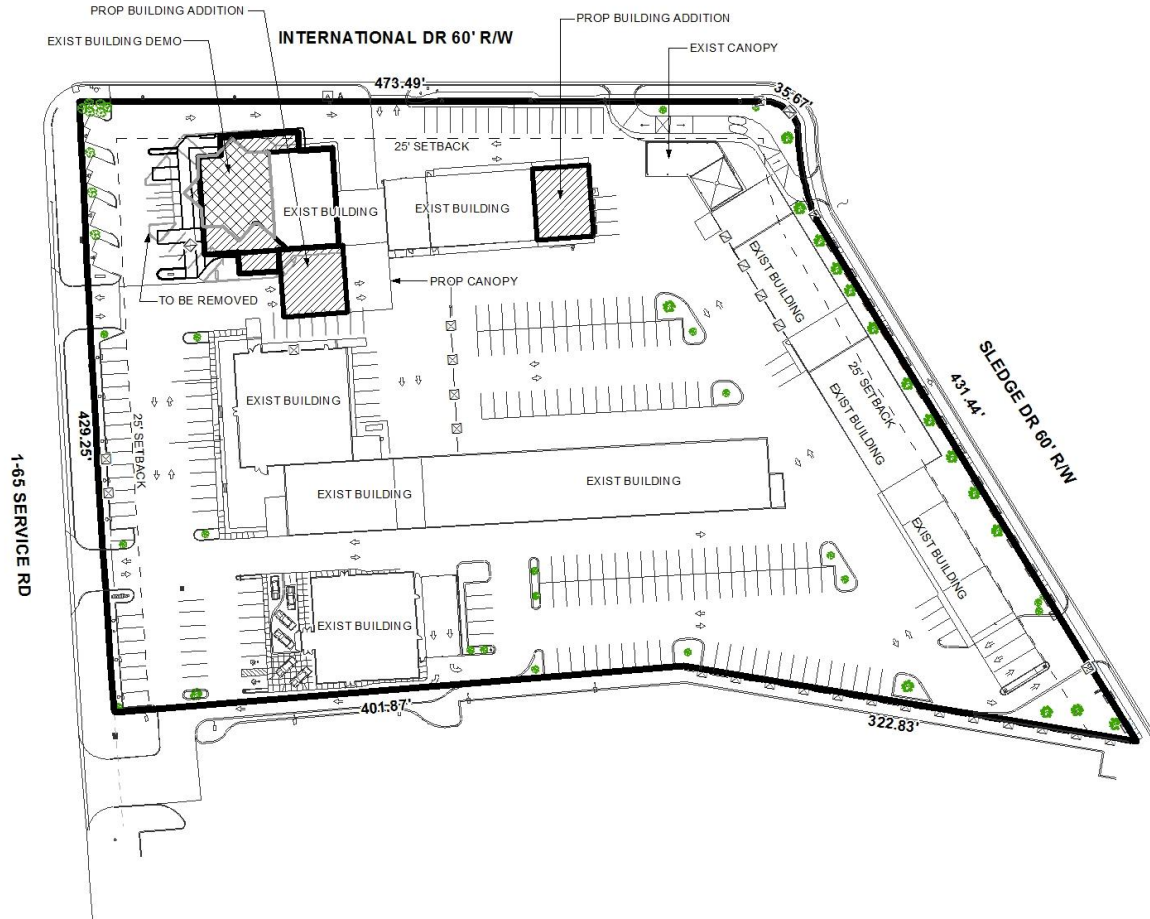 PROP BUILDING ADDITION
PROP BUILDING ADDITION
EXIST BUILDING DEMO
INTERNATIONAL DR 60' R/W
EXIST CANOPY
473.49'
35.67'
25' SETBACK
EXIST BUILDING
EXIST BUILDING
EXIST BUILDING
PROP CANOPY
TO BE REMOVED
SLEDGE DR 60' R/W
431.44'
25' SETBACK
EXIST BUILDING
EXIST BUILDING
429.25'
25' SETBACK
1-65 SERVICE RD
EXIST BUILDING
EXIST BUILDING
EXIST BUILDING
EXIST BUILDING
401.87'
322.83'